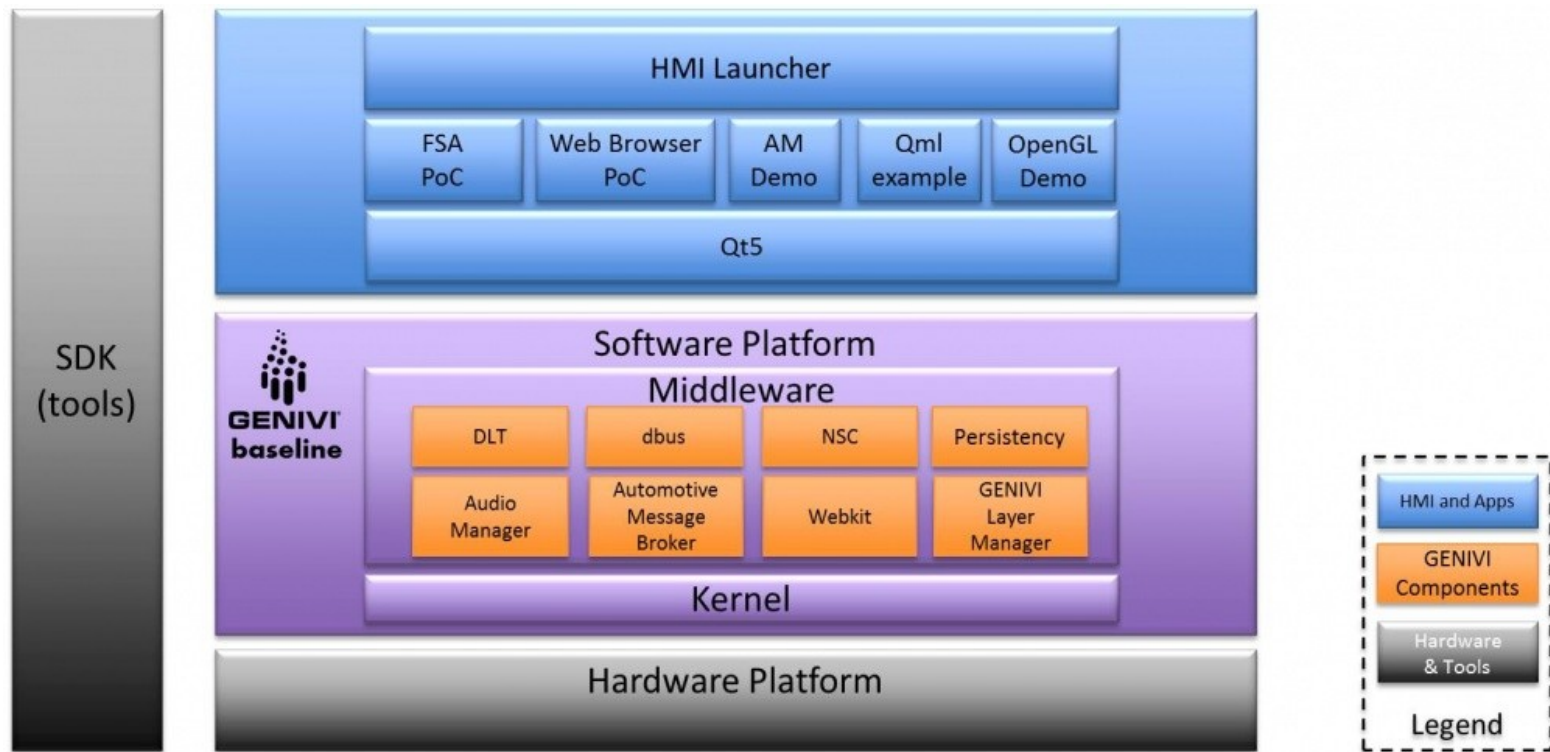 SDK
(tools)
HMI Launcher
FSA
PoC
Web Browser
PoC
AM
Demo
Qml
example
OpenGL
Demo
Qt5
GENIVI®
baseline
Software Platform
Middleware
DLT
dbus
NSC
Persistency
Audio
Manager
Automotive
Message
Broker
Webkit
GENIVI
Layer
Manager
Kernel
Hardware Platform
HMI and Apps
GENIVI
Components
Hardware
& Tools
Legend